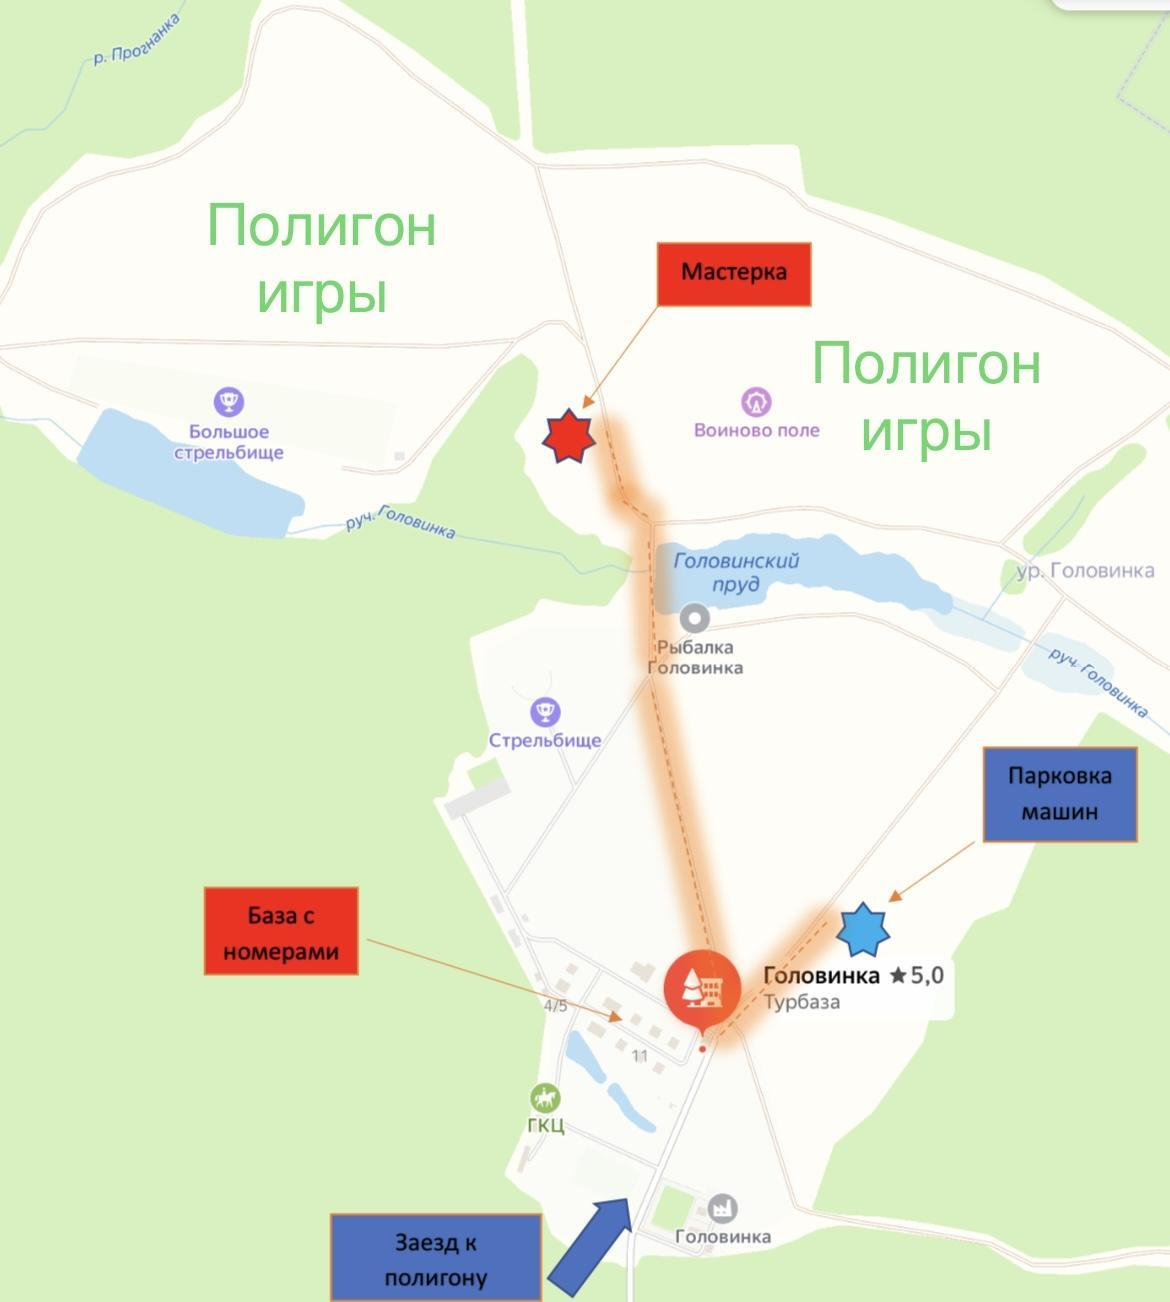 р. Прогнанка
Полигон
игры
Мастерка
Полигон
игры
Большое
стрельбище
Воиново поле
руч. Головинка
Головинский
пруд
ур. Головинка
Рыбалка
Головинка
руч. Головинка
Стрельбище
Парковка
машин
База с
номерами
Головинка ★5,0
Турбаза
4/5
11
ГКЦ
Заезд к
полигону
Головинка